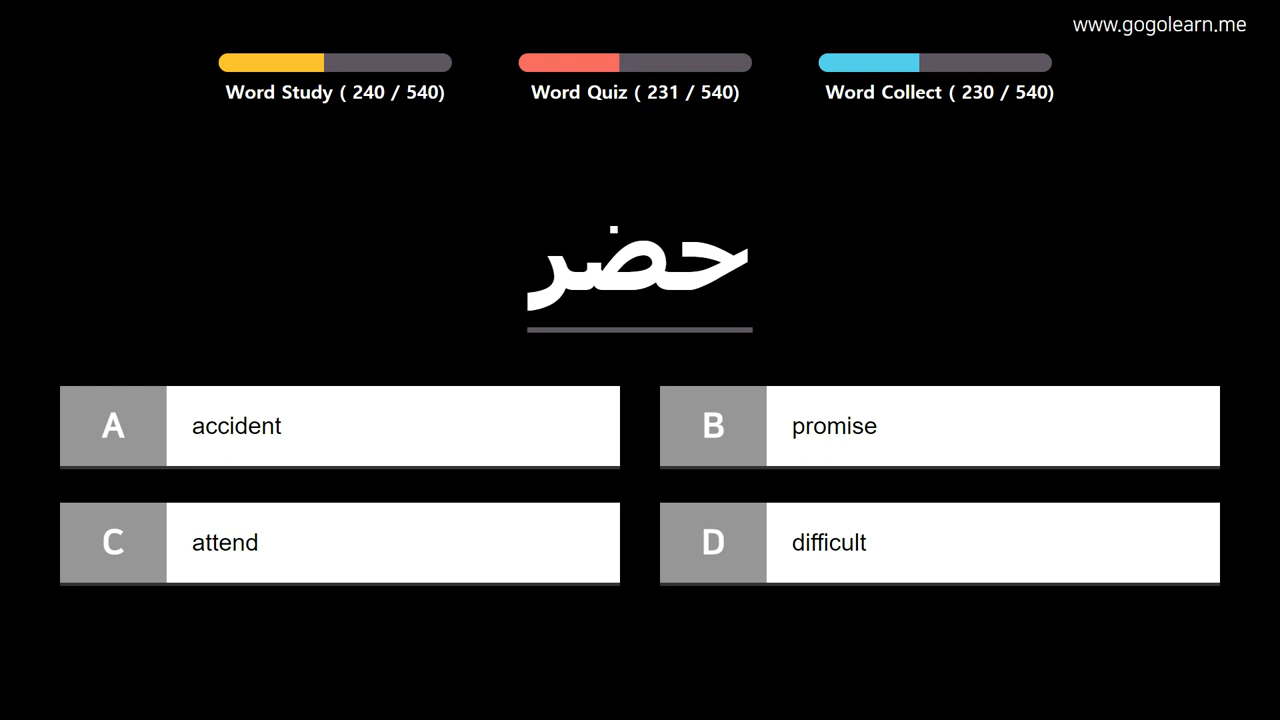 www.gogolearn.me
Word Study ( 240 / 540)
Word Quiz ( 231 / 540)
Word Collect ( 230 / 540)
حضر
A accident
B promise
C attend
D difficult